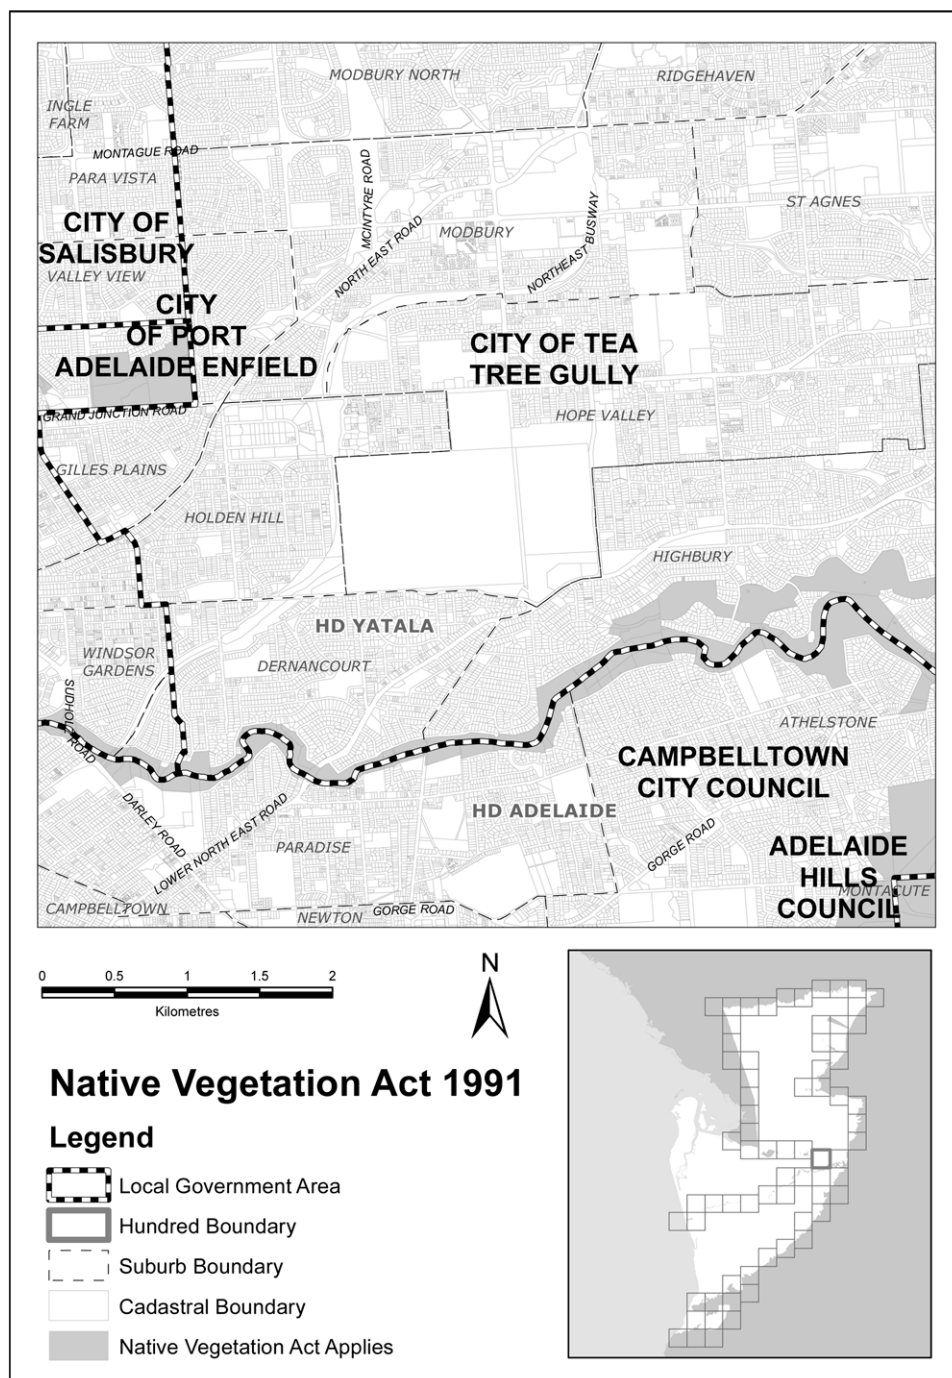 MODBURY NORTH
RIDGEHAVEN
INGLE
FARM
MONTAGUE ROAD
PARA VISTA
MCINTYRE ROAD
ST AGNES
CITY OF
SALISBURY
NORTH EAST ROAD
MODBURY
NORTHEAST BUSWAY
VALLEY VIEW
CITY
OF PORT
ADELAIDE ENFIELD
CITY OF TEA
TREE GULLY
GRAND JUNCTION ROAD
HOPE VALLEY
GILLES PLAINS
HOLDEN HILL
HIGHBURY
HD YATALA
WINDSOR
GARDENS
DERNANCOURT
SUDHOLZ ROAD
ATHELSTONE
CAMPBELLTOWN
CITY COUNCIL
DARLEY ROAD
LOWER NORTH EAST ROAD
HD ADELAIDE
PARADISE
GORGE ROAD
ADELAIDE
HILLS
COUNCIL
MONTACUTE
CAMPBELLTOWN
NEWTON
GORGE ROAD
0 0.5 1 1.5 2
Kilometres
N
Native Vegetation Act 1991
Legend
Local Government Area
Hundred Boundary
Suburb Boundary
Cadastral Boundary
Native Vegetation Act Applies